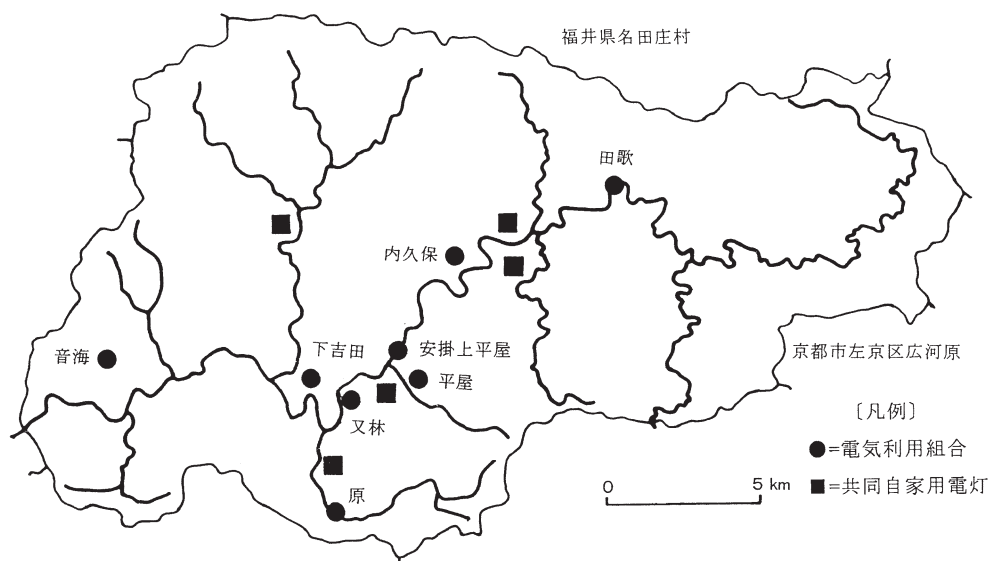 福井県名田庄村
田歌
内久保
下吉田
安掛上平屋
音海
平屋
京都市左京区広河原
又林
〔凡例〕
●=電気利用組合
■=共同自家用電灯
原
0 5 km